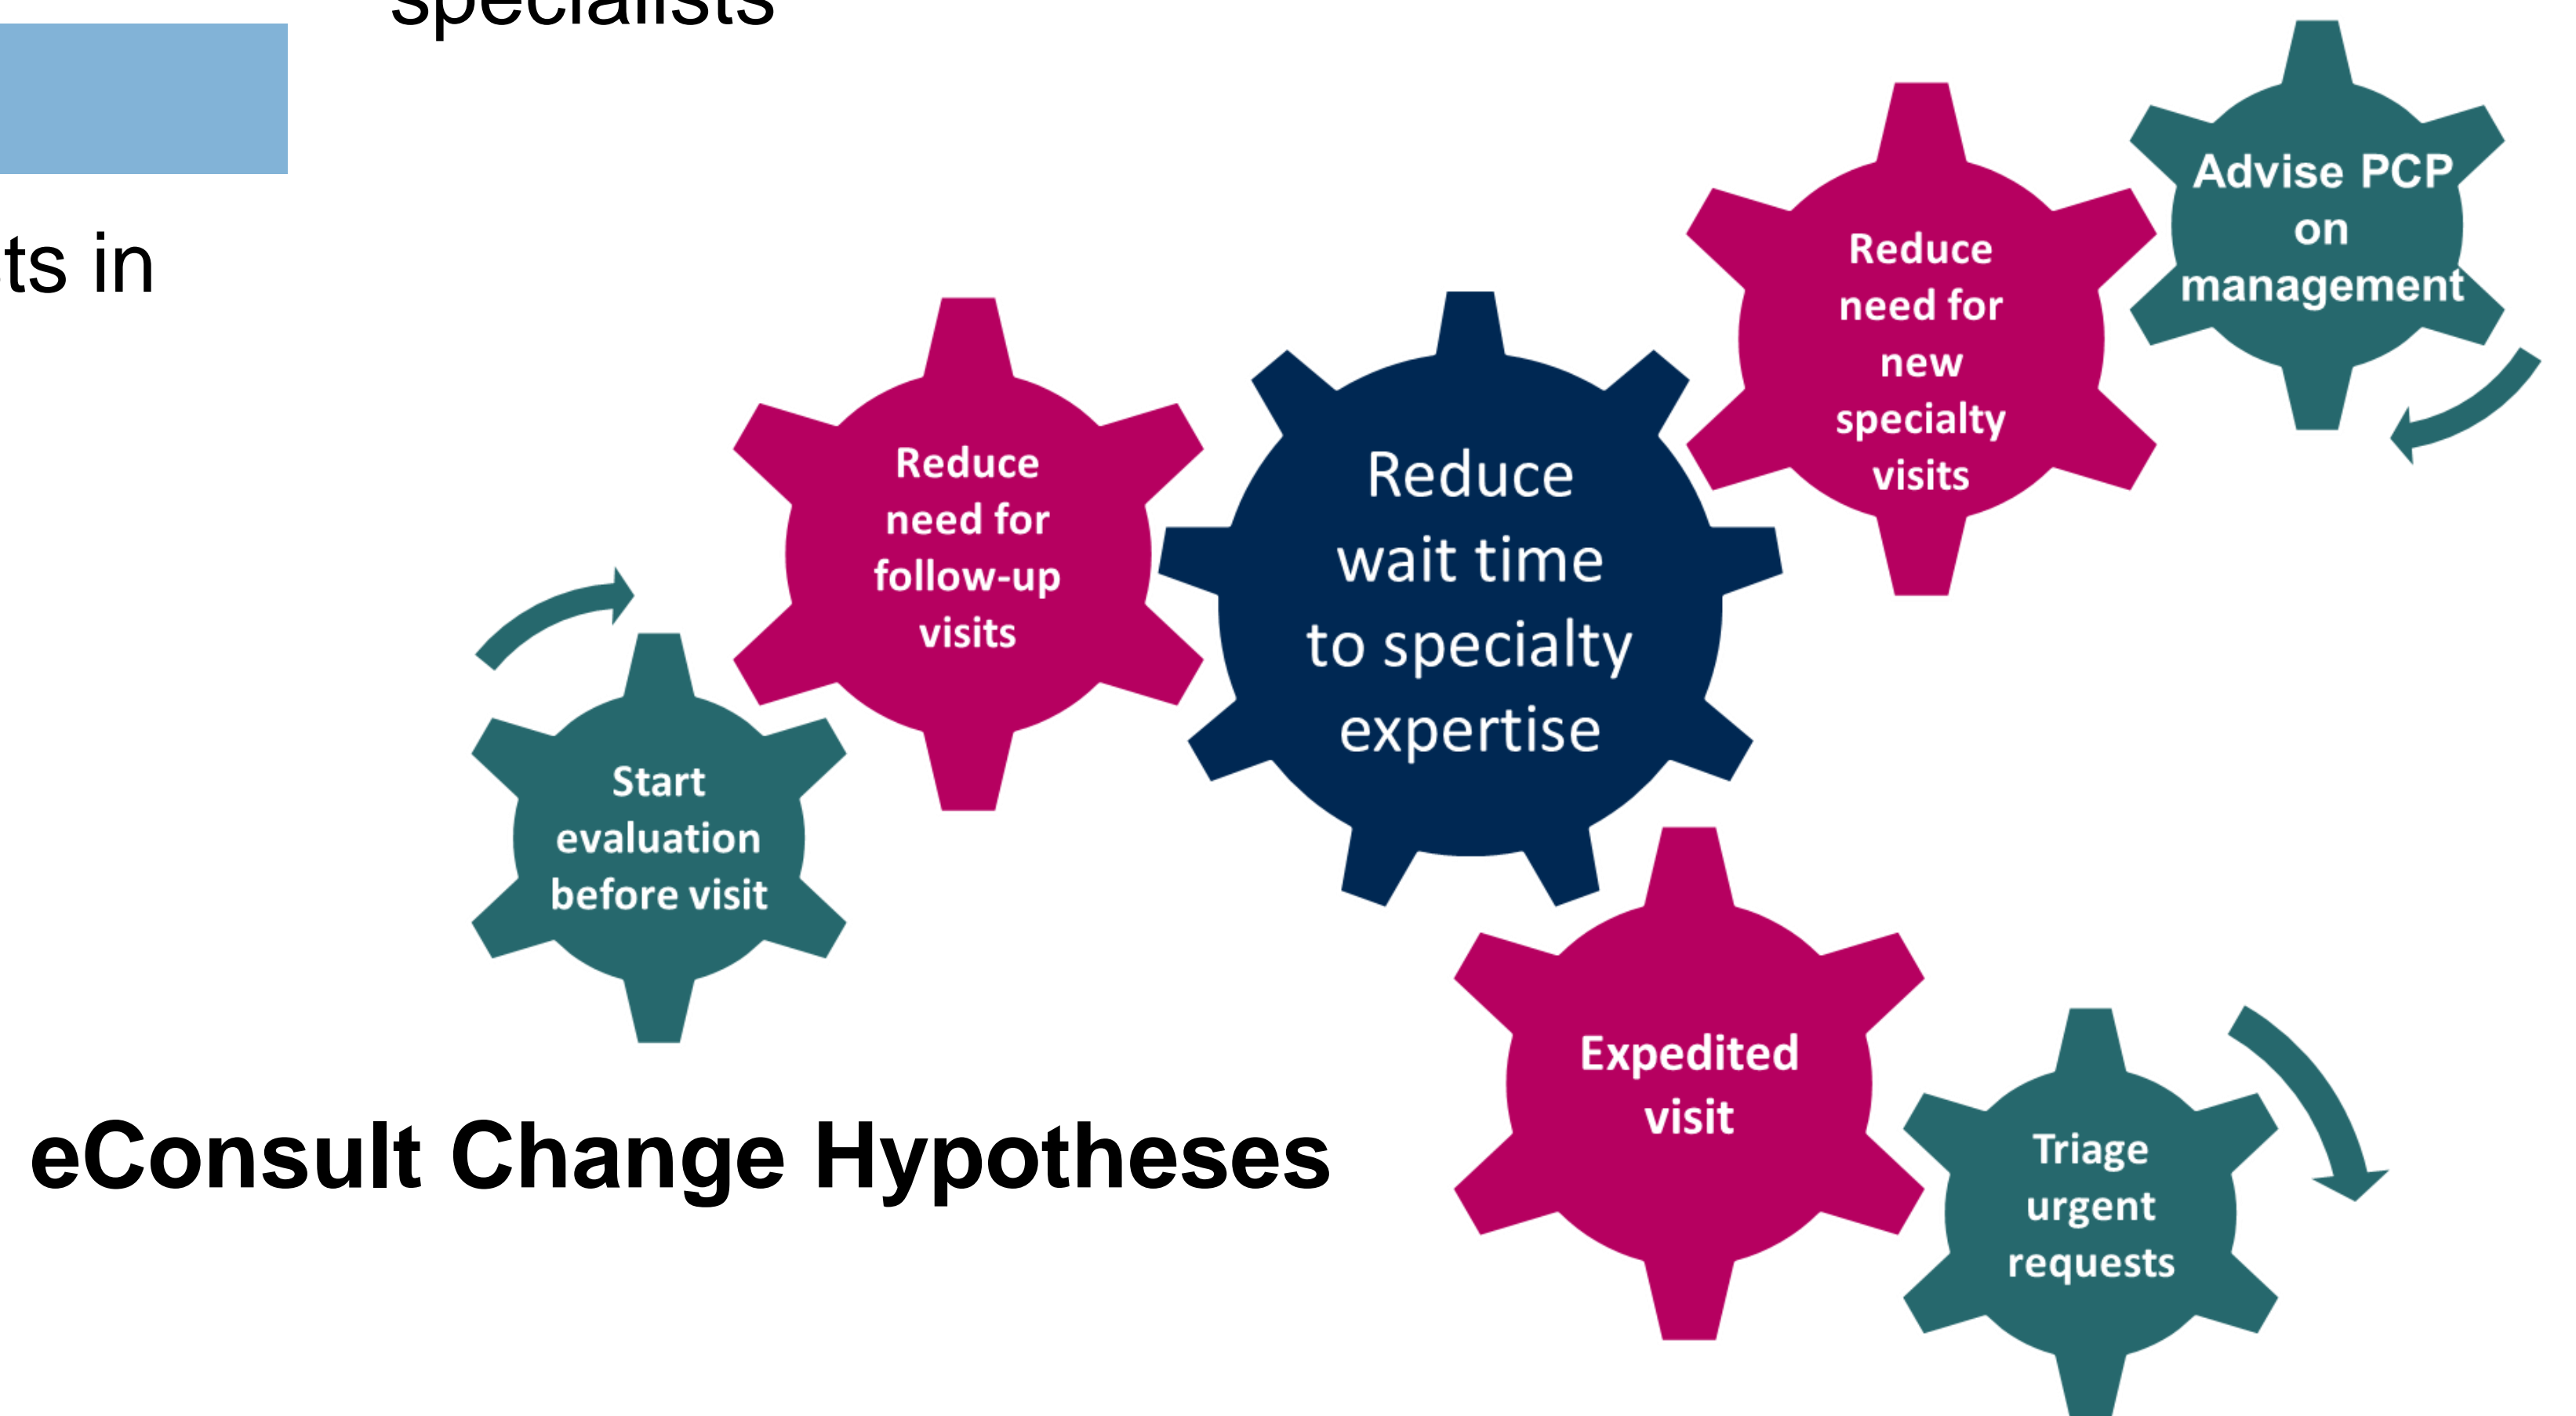 specialists
ts in
Advise PCP
on
management
Reduce
need for
new
specialty
visits
Reduce
need for
follow-up
visits
Reduce
wait time
to specialty
expertise
Start
evaluation
before visit
Expedited
visit
Triage
urgent
requests
eConsult Change Hypotheses